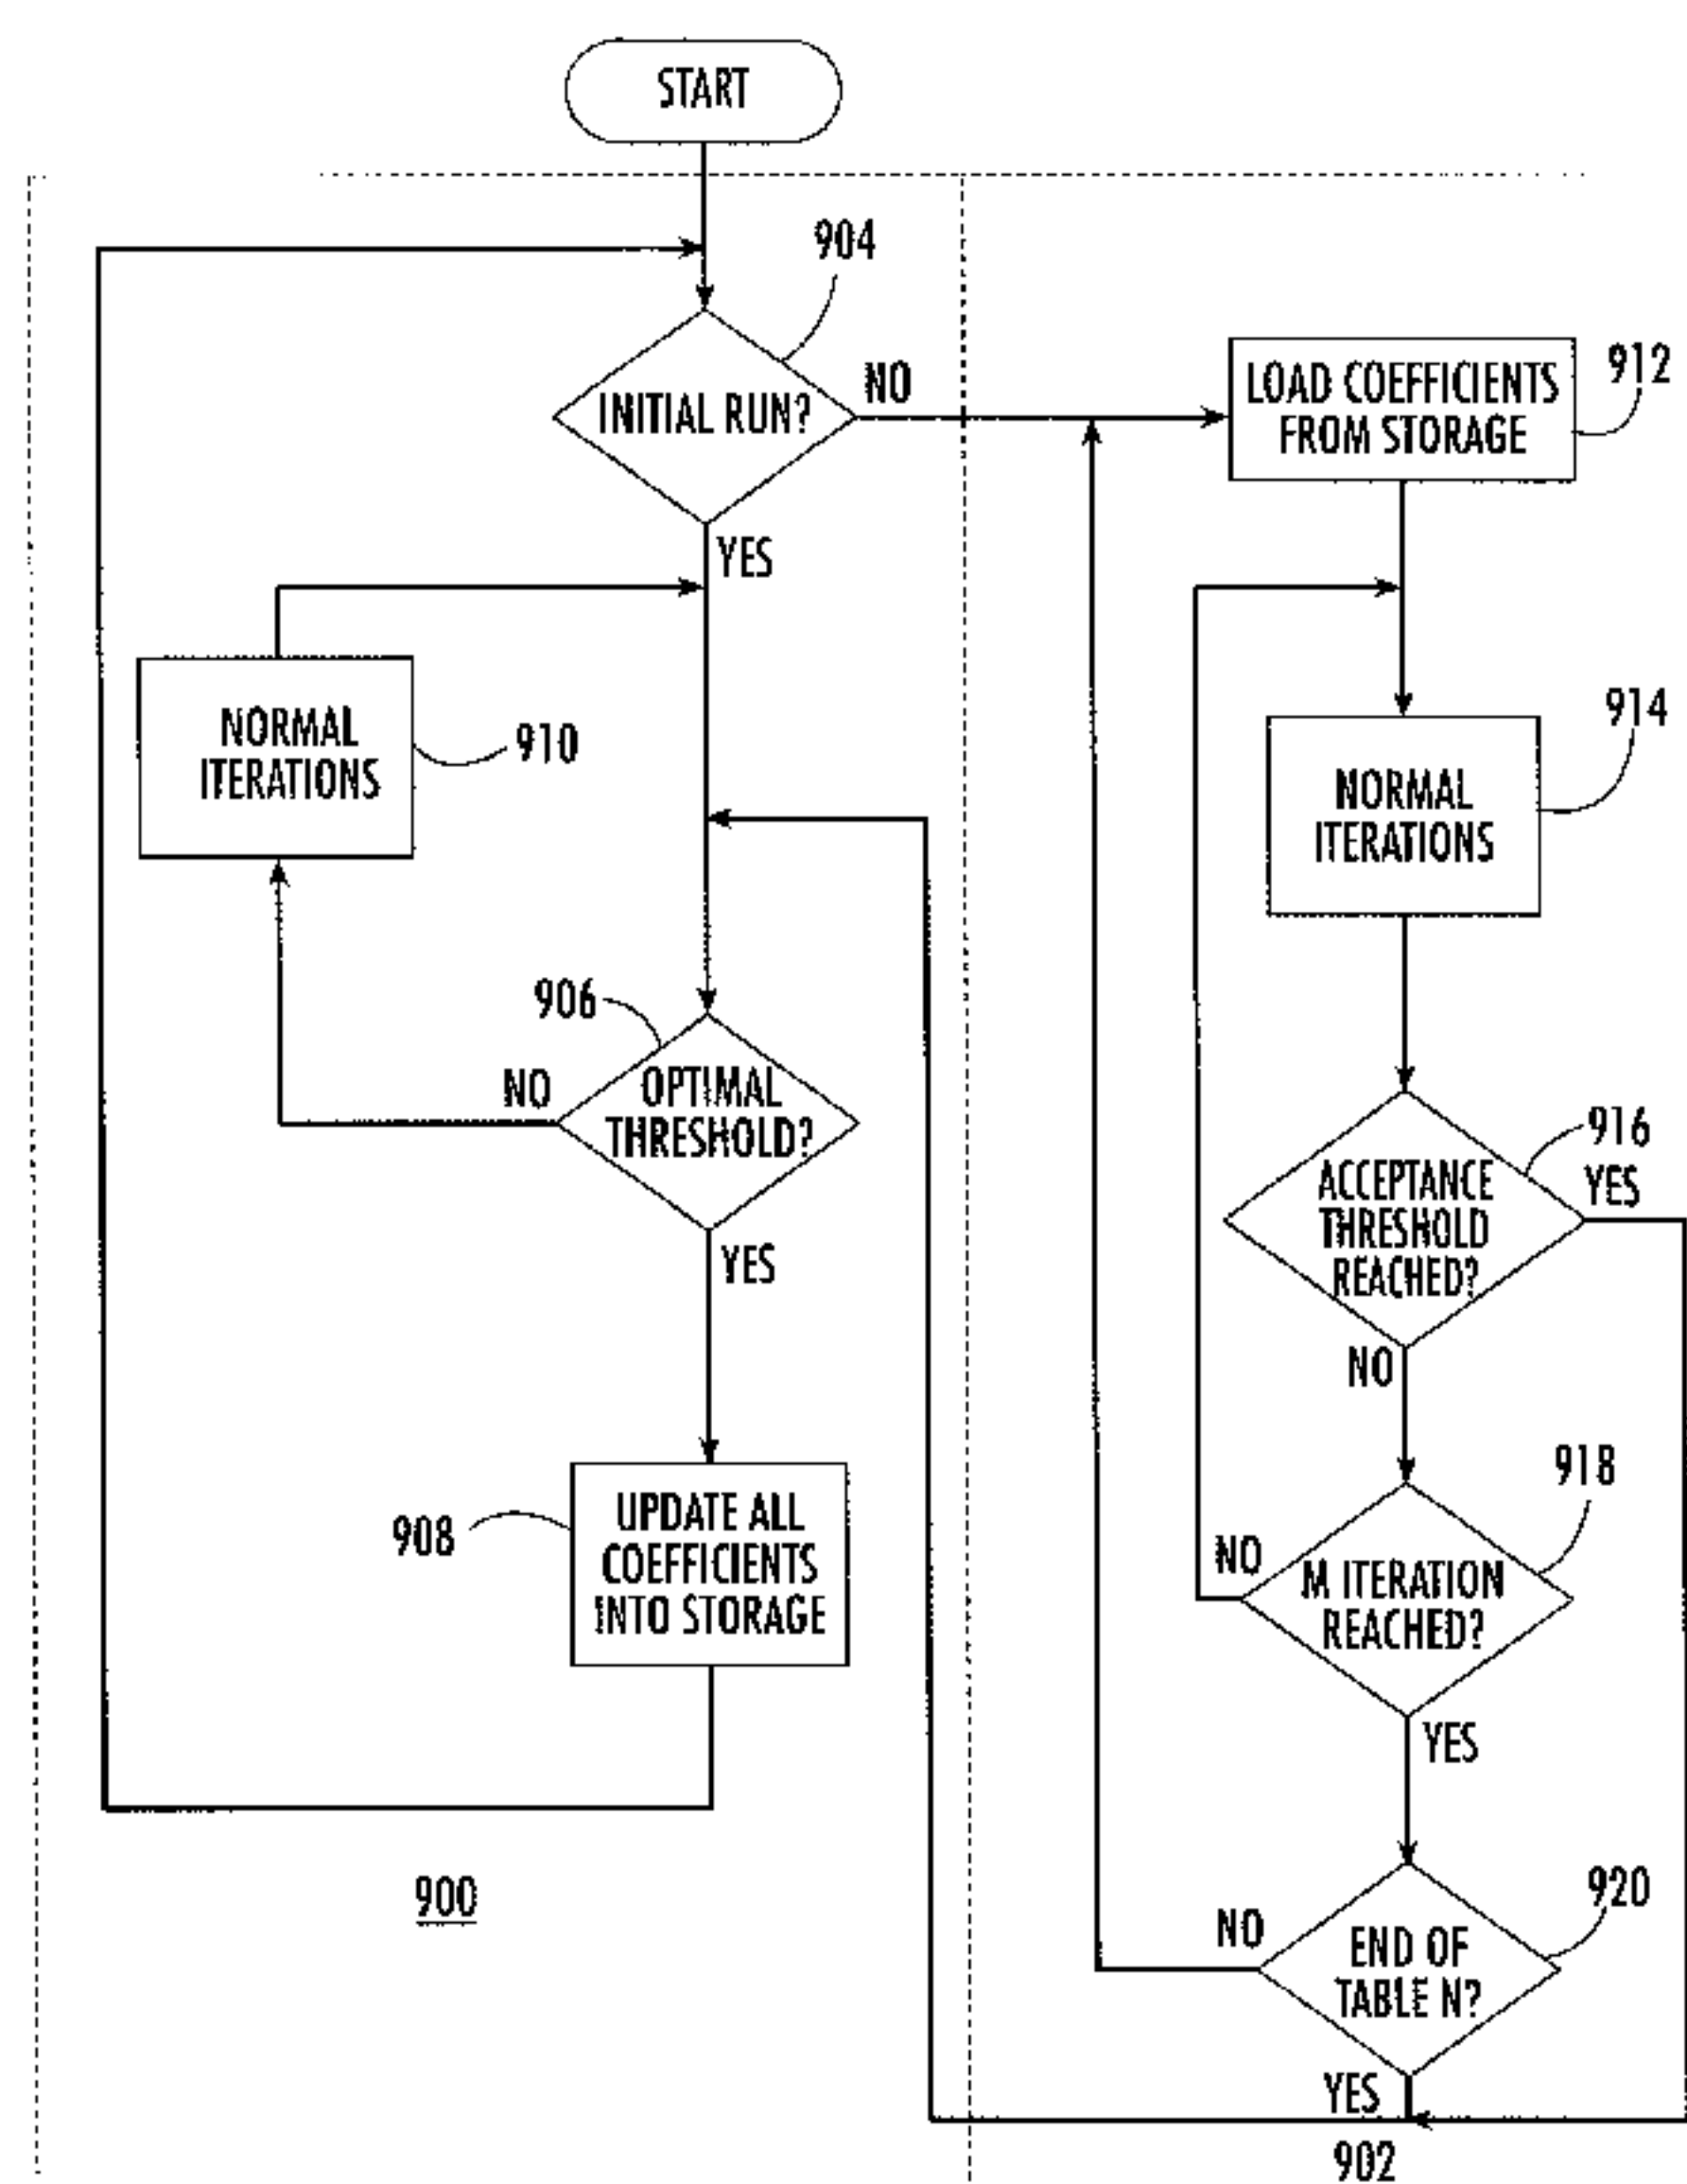 START
904
INITIAL RUN?
NO
YES
LOAD COEFFICIENTS
FROM STORAGE
912
NORMAL
ITERATIONS
910
NORMAL
ITERATIONS
914
906
NO
OPTIMAL
THRESHOLD?
YES
916
YES
ACCEPTANCE
THRESHOLD
REACHED?
NO
908
UPDATE ALL
COEFFICIENTS
INTO STORAGE
918
NO
M ITERATION
REACHED?
YES
900
920
NO
END OF
TABLE N?
YES
902